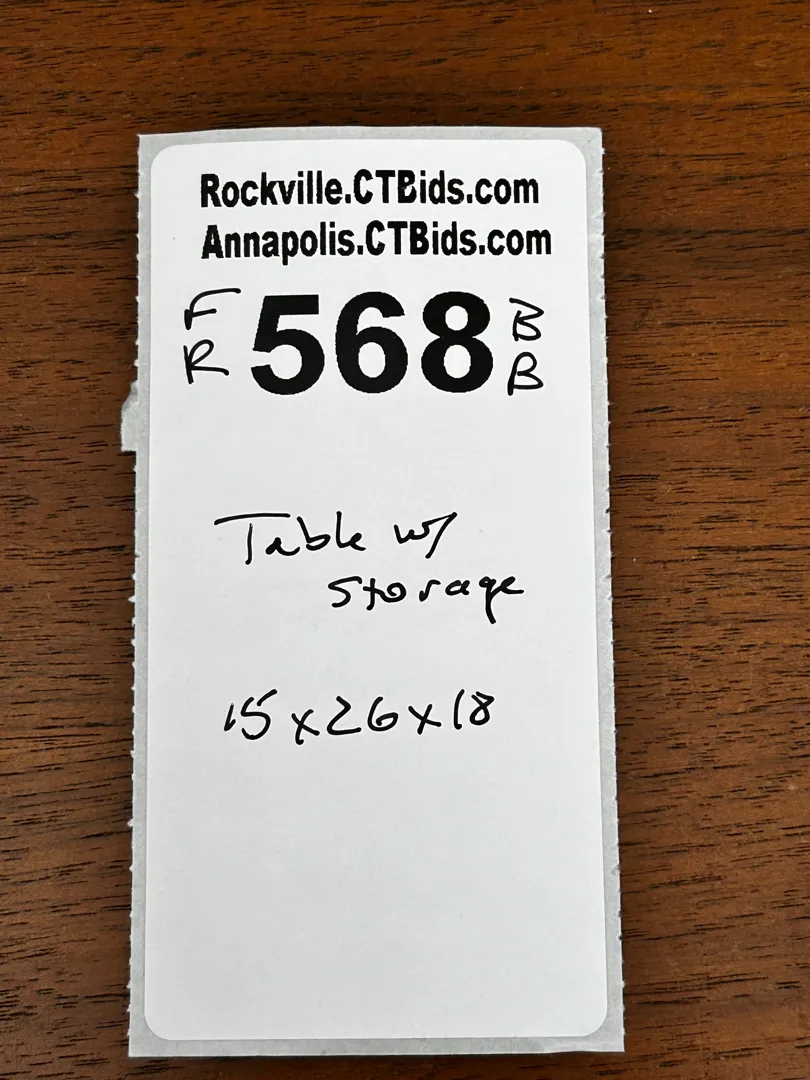 Rockville.CTBids.com
Annapolis.CTBids.com
F
R
568
B
B
Table w/
Storage
15x26x18